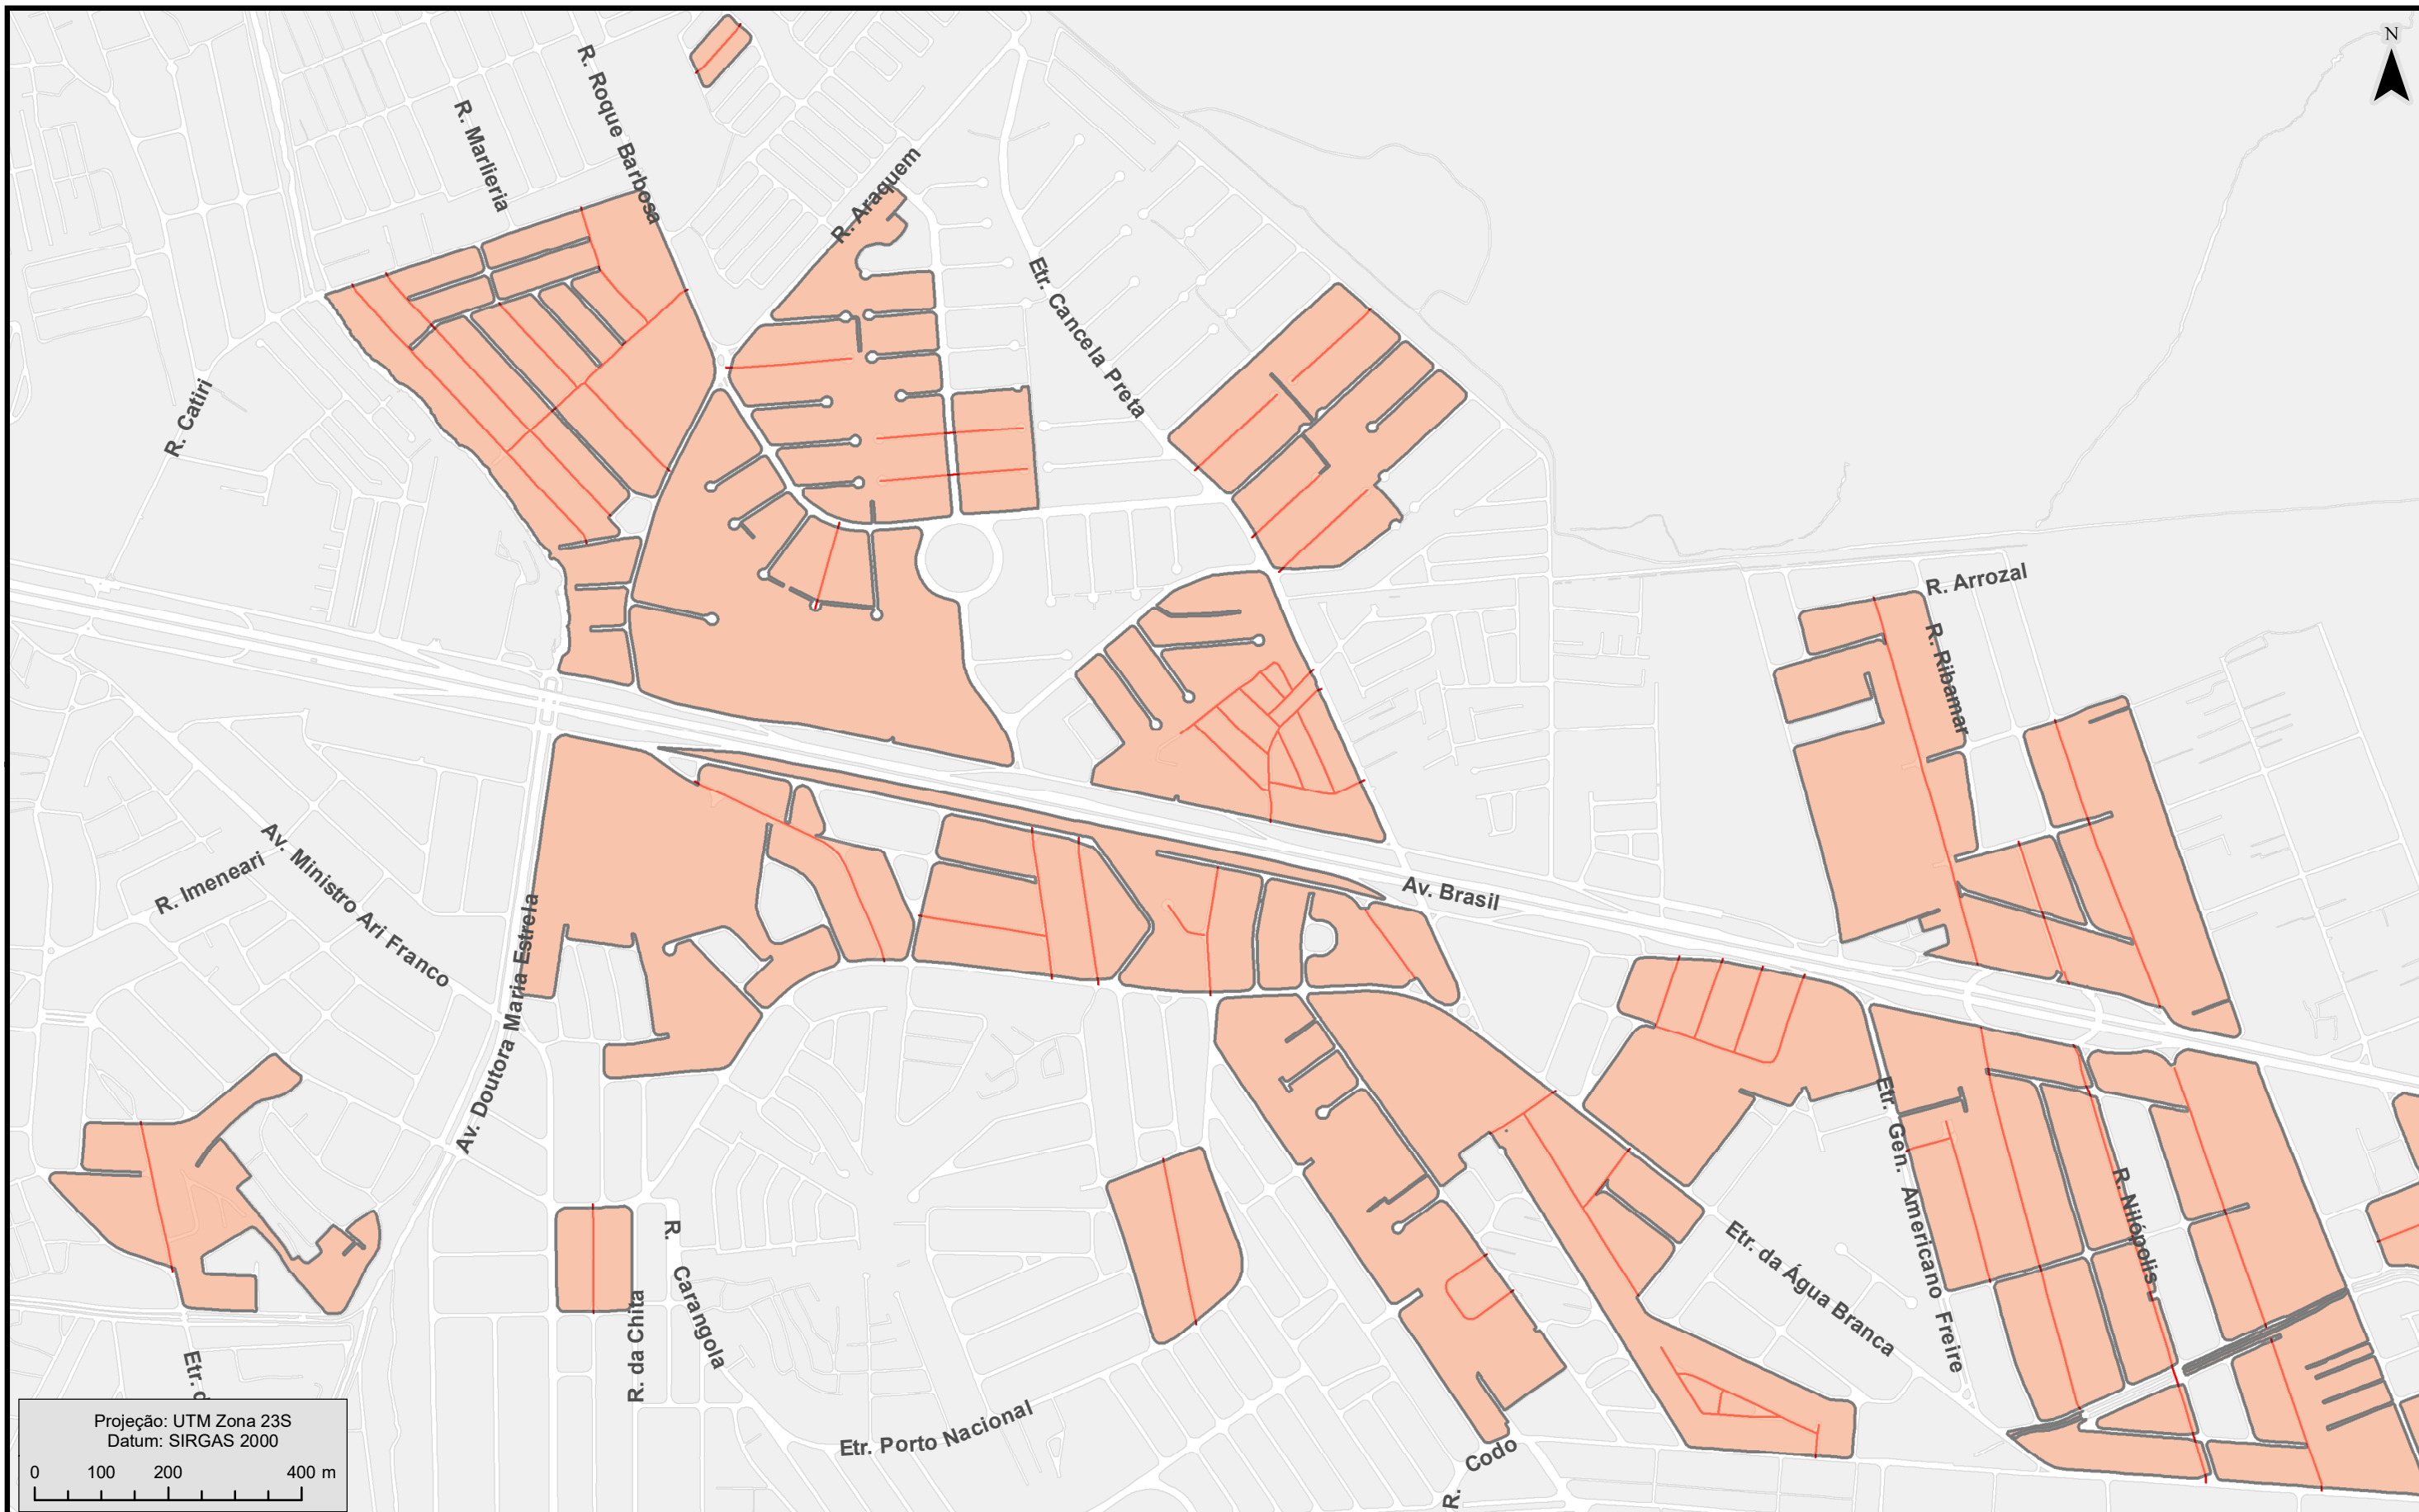 N
R. Roque Barbosa
R. Marlieria
R. Araquem
Etr. Cancela Preta
R. Catiri
R. Arrozal
R. Ribamar
Av. Ministro Ari Franco
R. Imeneari
Av. Brasil
Av. Doutora Maria Estrela
Etr. Gen. Americano Freire
R. Nilópolis
Etr. da Água Branca
R. Carangola
R. da Chita
Etr. Porto Nacional
R. Codo
Etr.
Projeção: UTM Zona 23S
Datum: SIRGAS 2000
0 100 200 400 m